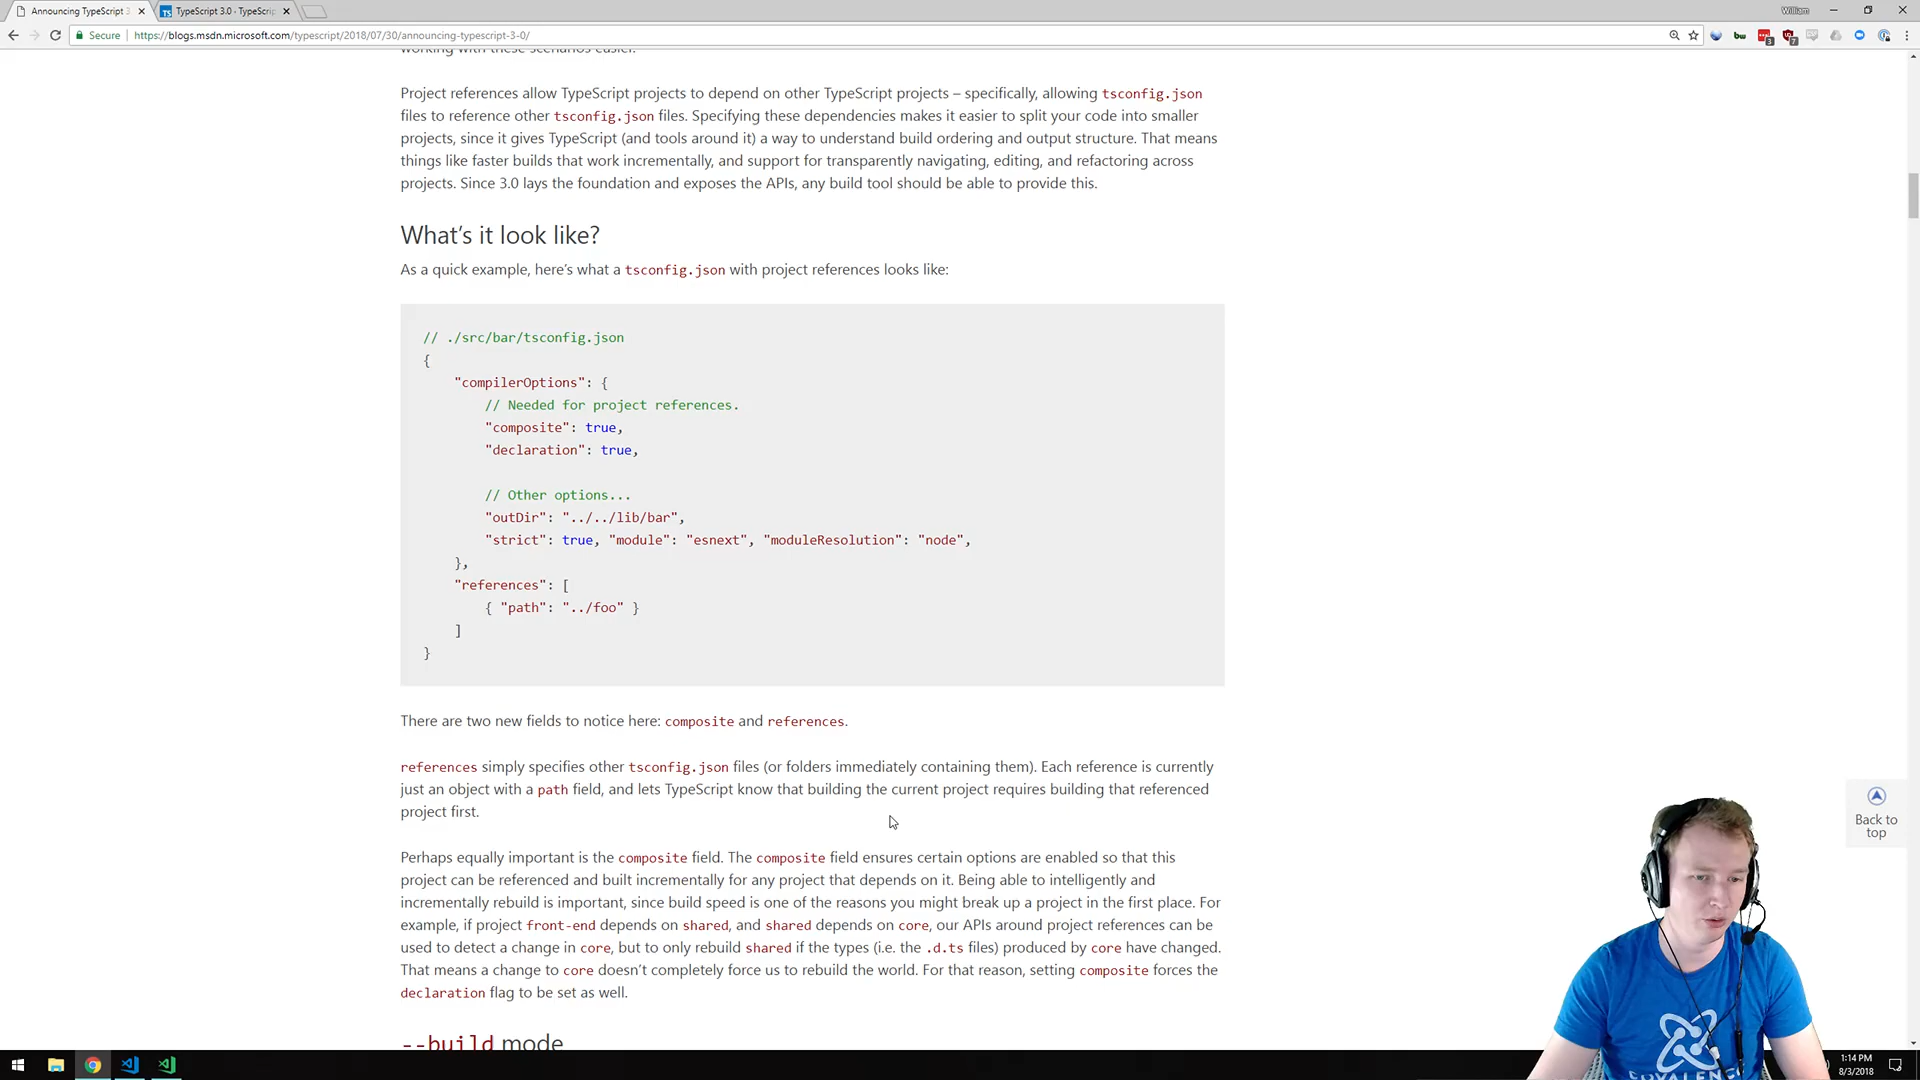 Announcing TypeScript 3
TypeScript 3.0 - TypeScrip
William
Secure
https://blogs.msdn.microsoft.com/typescript/2018/07/30/announcing-typescript-3-0/
working with these scenarios easier.
Project references allow TypeScript projects to depend on other TypeScript projects – specifically, allowing tsconfig.json
files to reference other tsconfig.json files. Specifying these dependencies makes it easier to split your code into smaller
projects, since it gives TypeScript (and tools around it) a way to understand build ordering and output structure. That means
things like faster builds that work incrementally, and support for transparently navigating, editing, and refactoring across
projects. Since 3.0 lays the foundation and exposes the APIs, any build tool should be able to provide this.
What's it look like?
As a quick example, here's what a tsconfig.json with project references looks like:
// ./src/bar/tsconfig.json
{
"compilerOptions": {
// Needed for project references.
"composite": true,
"declaration": true,
// Other options...
"outDir": "../../lib/bar",
"strict": true, "module": "esnext", "moduleResolution": "node",
},
"references": [
{ "path": "../foo" }
]
}
There are two new fields to notice here: composite and references.
references simply specifies other tsconfig.json files (or folders immediately containing them). Each reference is currently
just an object with a path field, and lets TypeScript know that building the current project requires building that referenced
project first.
Perhaps equally important is the composite field. The composite field ensures certain options are enabled so that this
project can be referenced and built incrementally for any project that depends on it. Being able to intelligently and
incrementally rebuild is important, since build speed is one of the reasons you might break up a project in the first place. For
example, if project front-end depends on shared, and shared depends on core, our APIs around project references can be
used to detect a change in core, but to only rebuild shared if the types (i.e. the .d.ts files) produced by core have changed.
That means a change to core doesn't completely force us to rebuild the world. For that reason, setting composite forces the
declaration flag to be set as well.
--build mode
Back to
top
1:14 PM
8/3/2018